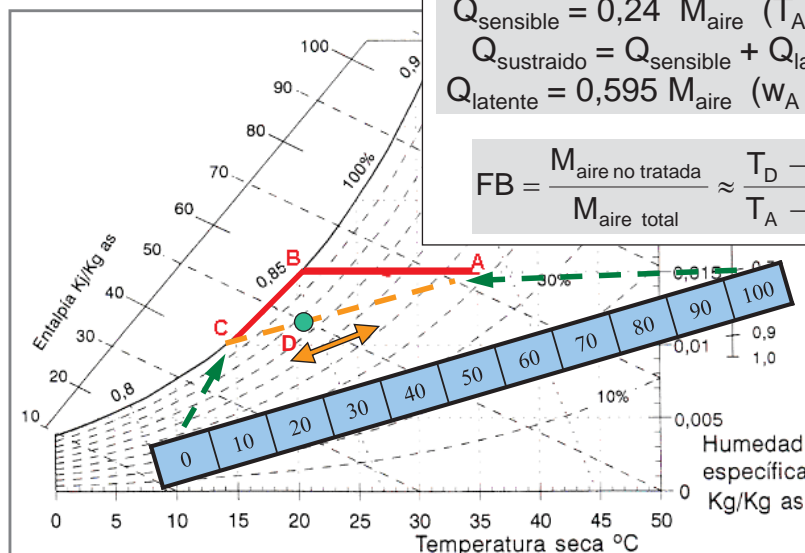 Q sensible = 0,24 M aire (T A
Q sustraido = Q sensible + Q
Q latente = 0,595 M aire (w A
FB = M aire no tratada / M aire total ≈ T D – / T A –
Entalpía Kj/Kg as
10
20
30
40
50
60
70
80
90
100
0,8
0,85
0,9
100%
30%
10%
A
B
C
D
0 10 20 30 40 50 60 70 80 90 100
0,015
0,01
0,005
0
0,9
1,0
Humedad
específica
Kg/Kg as
0 5 10 15 20 25 30 35 40 45 50
Temperatura seca ºC